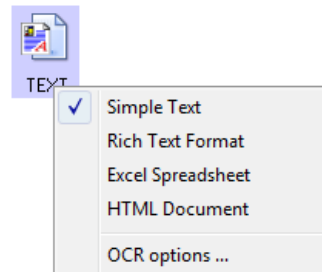 TEXT
Simple Text
Rich Text Format
Excel Spreadsheet
HTML Document
OCR options ...